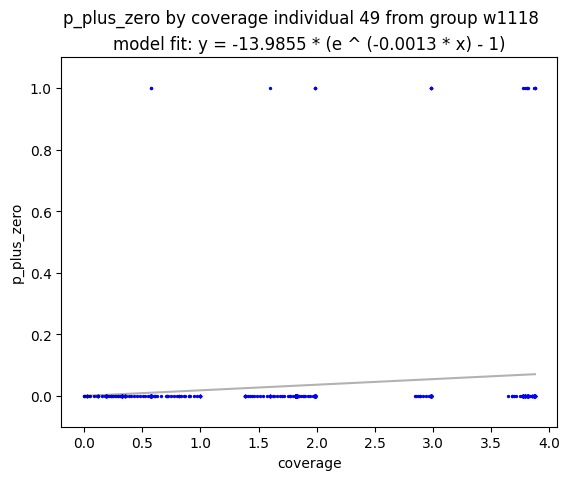 p_plus_zero by coverage individual 49 from group w1118
model fit: y = -13.9855 * (e ^ (-0.0013 * x) - 1)
1.0
0.8
0.6
0.4
0.2
0.0
p_plus_zero
0.0 0.5 1.0 1.5 2.0 2.5 3.0 3.5 4.0
coverage